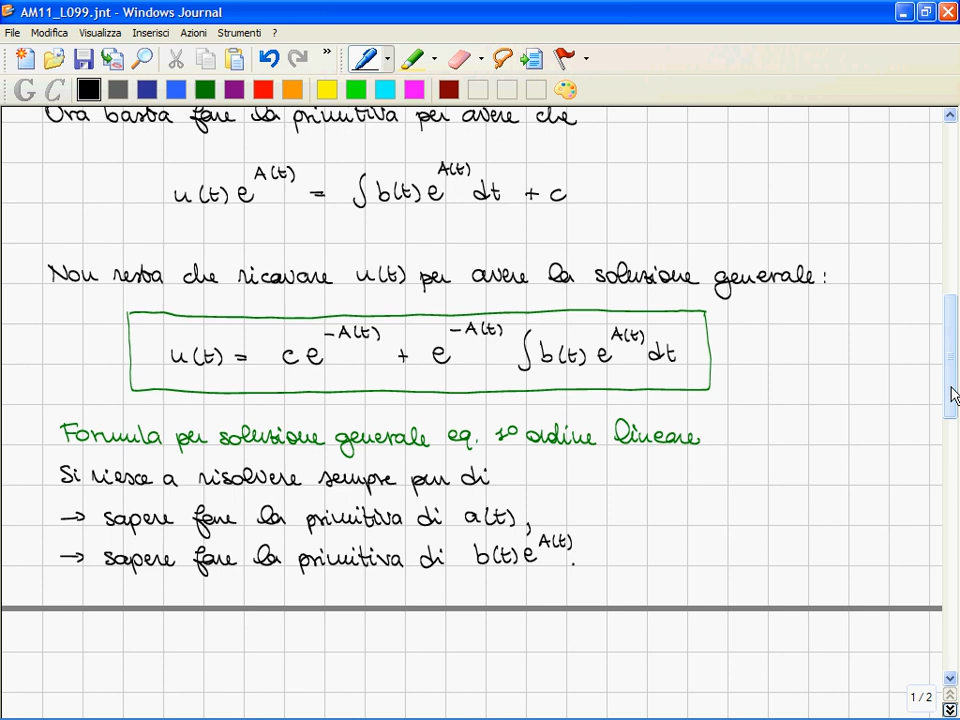 AM11_L099.jnt - Windows Journal
File Modifica Visualizza Inserisci Azioni Strumenti ?
G C
Ora basta fare la primitiva per avere che
u(t) e^{A(t)} = ∫ b(t) e^{A(t)} dt + c
Non resta che ricavare u(t) per avere la soluzione generale:
u(t) = c e^{-A(t)} + e^{-A(t)} ∫ b(t) e^{A(t)} dt
Formula per soluzione generale eq. 1° ordine lineare
Si riesce a risolvere sempre pur di
→ sapere fare la primitiva di a(t),
→ sapere fare la primitiva di b(t) e^{A(t)}.
1 / 2